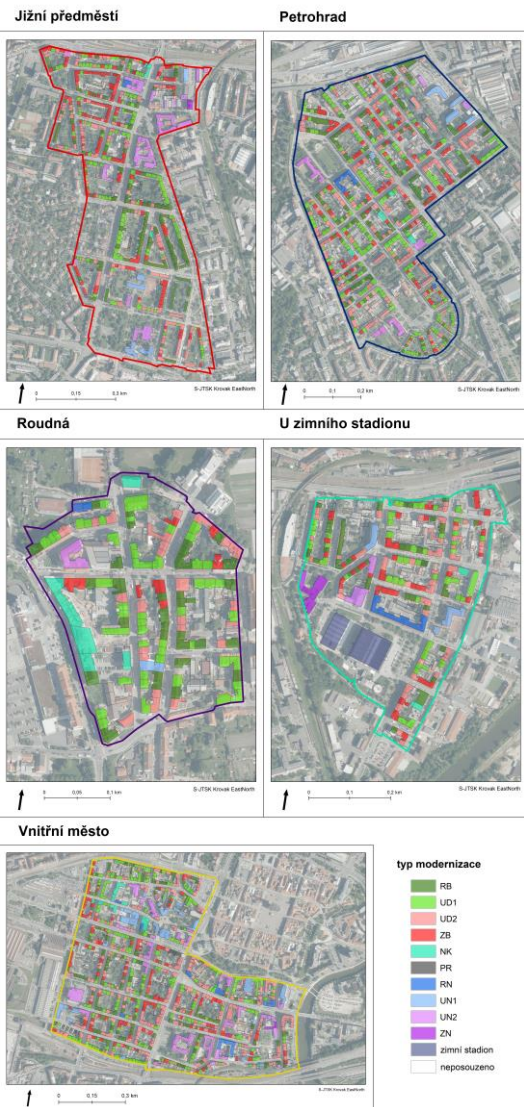 Jižní předměstí
Petrohrad
0 0,15 0,3 km
S-JTSK Krovak EastNorth
0 0,1 0,2 km
S-JTSK Krovak EastNorth
Roudná
U zimního stadionu
0 0,05 0,1 km
S-JTSK Krovak EastNorth
0 0,1 0,2 km
S-JTSK Krovak EastNorth
Vnitřní město
0 0,15 0,3 km
S-JTSK Krovak EastNorth
typ modernizace
RB
UD1
UD2
ZB
NK
PR
RN
UN1
UN2
ZN
zimní stadion
neposouzeno